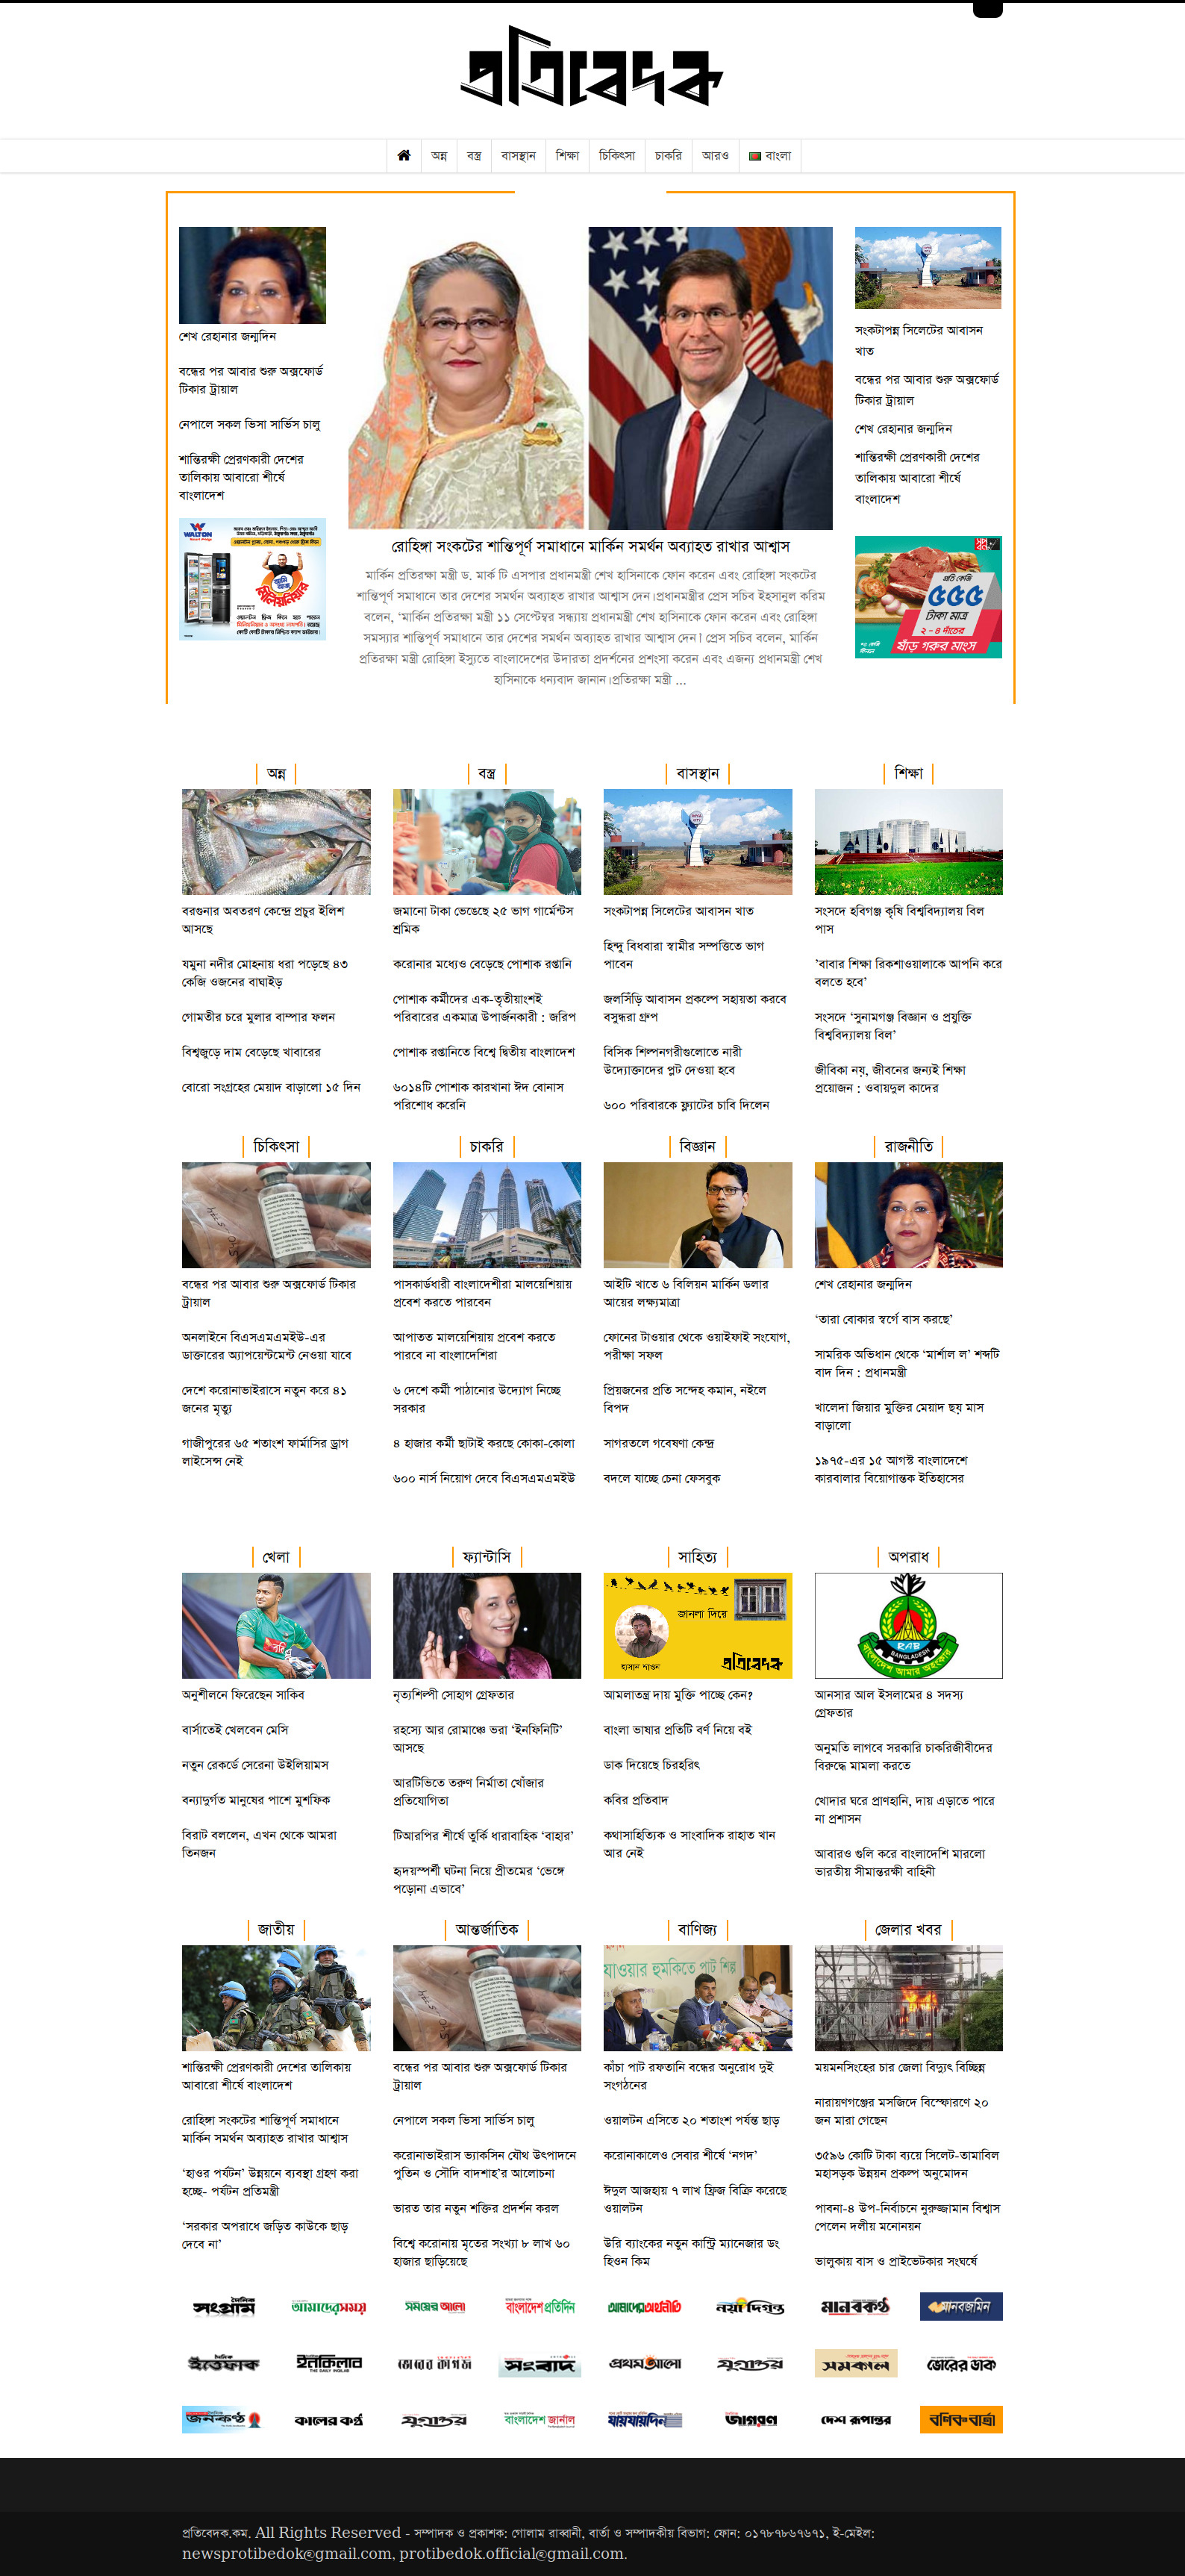 প্রতিবেদক
অন্ন
বস্ত্র
বাসস্থান
শিক্ষা
চিকিৎসা
চাকরি
আরও
বাংলা
শেখ রেহানার জন্মদিন
বন্ধের পর আবার শুরু অক্সফোর্ড
টিকার ট্রায়াল
নেপালে সকল ভিসা সার্ভিস চালু
শান্তিরক্ষী প্রেরণকারী দেশের
তালিকায় আবারো শীর্ষে
বাংলাদেশ
WALTON
রোহিঙ্গা সংকটের শান্তিপূর্ণ সমাধানে মার্কিন সমর্থন অব্যাহত রাখার আশ্বাস
মার্কিন প্রতিরক্ষা মন্ত্রী ড. মার্ক টি এসপার প্রধানমন্ত্রী শেখ হাসিনাকে ফোন করেন এবং রোহিঙ্গা সংকটের
শান্তিপূর্ণ সমাধানে তার দেশের সমর্থন অব্যাহত রাখার আশ্বাস দেন।প্রধানমন্ত্রীর প্রেস সচিব ইহসানুল করিম
বলেন, ‘মার্কিন প্রতিরক্ষা মন্ত্রী ১১ সেপ্টেম্বর সন্ধ্যায় প্রধানমন্ত্রী শেখ হাসিনাকে ফোন করেন এবং রোহিঙ্গা
সমস্যার শান্তিপূর্ণ সমাধানে তার দেশের সমর্থন অব্যাহত রাখার আশ্বাস দেন। প্রেস সচিব বলেন, মার্কিন
প্রতিরক্ষা মন্ত্রী রোহিঙ্গা ইস্যুতে বাংলাদেশের উদারতা প্রদর্শনের প্রশংসা করেন এবং এজন্য প্রধানমন্ত্রী শেখ
হাসিনাকে ধন্যবাদ জানান।প্রতিরক্ষা মন্ত্রী ...
সংকটাপন্ন সিলেটের আবাসন
খাত
বন্ধের পর আবার শুরু অক্সফোর্ড
টিকার ট্রায়াল
শেখ রেহানার জন্মদিন
শান্তিরক্ষী প্রেরণকারী দেশের
তালিকায় আবারো শীর্ষে
বাংলাদেশ
প্রতি কেজি
৫৫৫
টাকা মাত্র
২ - ৪ দাঁতের
ষাঁড় গরুর মাংস
অন্ন
বরগুনার অবতরণ কেন্দ্রে প্রচুর ইলিশ
আসছে
যমুনা নদীর মোহনায় ধরা পড়েছে ৪৩
কেজি ওজনের বাঘাইড়
গোমতীর চরে মুলার বাম্পার ফলন
বিশ্বজুড়ে দাম বেড়েছে খাবারের
বোরো সংগ্রহের মেয়াদ বাড়ালো ১৫ দিন
বস্ত্র
জমানো টাকা ভেঙেছে ২৫ ভাগ গার্মেন্টস
শ্রমিক
করোনার মধ্যেও বেড়েছে পোশাক রপ্তানি
পোশাক কর্মীদের এক-তৃতীয়াংশই
পরিবারের একমাত্র উপার্জনকারী : জরিপ
পোশাক রপ্তানিতে বিশ্বে দ্বিতীয় বাংলাদেশ
৬০১৪টি পোশাক কারখানা ঈদ বোনাস
পরিশোধ করেনি
বাসস্থান
সংকটাপন্ন সিলেটের আবাসন খাত
হিন্দু বিধবারা স্বামীর সম্পত্তিতে ভাগ
পাবেন
জলসিঁড়ি আবাসন প্রকল্পে সহায়তা করবে
বসুন্ধরা গ্রুপ
বিসিক শিল্পনগরীগুলোতে নারী
উদ্যোক্তাদের প্লট দেওয়া হবে
৬০০ পরিবারকে ফ্ল্যাটের চাবি দিলেন
শিক্ষা
সংসদে হবিগঞ্জ কৃষি বিশ্ববিদ্যালয় বিল
পাস
’বাবার শিক্ষা রিকশাওয়ালাকে আপনি করে
বলতে হবে’
সংসদে ‘সুনামগঞ্জ বিজ্ঞান ও প্রযুক্তি
বিশ্ববিদ্যালয় বিল’
জীবিকা নয়, জীবনের জন্যই শিক্ষা
প্রয়োজন : ওবায়দুল কাদের
চিকিৎসা
বন্ধের পর আবার শুরু অক্সফোর্ড টিকার
ট্রায়াল
অনলাইনে বিএসএমএমইউ-এর
ডাক্তারের অ্যাপয়েন্টমেন্ট নেওয়া যাবে
দেশে করোনাভাইরাসে নতুন করে ৪১
জনের মৃত্যু
গাজীপুরের ৬৫ শতাংশ ফার্মাসির ড্রাগ
লাইসেন্স নেই
চাকরি
পাসকার্ডধারী বাংলাদেশীরা মালয়েশিয়ায়
প্রবেশ করতে পারবেন
আপাতত মালয়েশিয়ায় প্রবেশ করতে
পারবে না বাংলাদেশিরা
৬ দেশে কর্মী পাঠানোর উদ্যোগ নিচ্ছে
সরকার
৪ হাজার কর্মী ছাটাই করছে কোকা-কোলা
৬০০ নার্স নিয়োগ দেবে বিএসএমএমইউ
বিজ্ঞান
আইটি খাতে ৬ বিলিয়ন মার্কিন ডলার
আয়ের লক্ষ্যমাত্রা
ফোনের টাওয়ার থেকে ওয়াইফাই সংযোগ,
পরীক্ষা সফল
প্রিয়জনের প্রতি সন্দেহ কমান, নইলে
বিপদ
সাগরতলে গবেষণা কেন্দ্র
বদলে যাচ্ছে চেনা ফেসবুক
রাজনীতি
শেখ রেহানার জন্মদিন
‘তারা বোকার স্বর্গে বাস করছে’
সামরিক অভিধান থেকে ‘মার্শাল ল’ শব্দটি
বাদ দিন : প্রধানমন্ত্রী
খালেদা জিয়ার মুক্তির মেয়াদ ছয় মাস
বাড়ালো
১৯৭৫-এর ১৫ আগস্ট বাংলাদেশে
কারবালার বিয়োগান্তক ইতিহাসের
খেলা
অনুশীলনে ফিরেছেন সাকিব
বার্সাতেই খেলবেন মেসি
নতুন রেকর্ডে সেরেনা উইলিয়ামস
বন্যাদুর্গত মানুষের পাশে মুশফিক
বিরাট বললেন, এখন থেকে আমরা
তিনজন
ফ্যান্টাসি
নৃত্যশিল্পী সোহাগ গ্রেফতার
রহস্যে আর রোমাঞ্চে ভরা ‘ইনফিনিটি’
আসছে
আরটিভিতে তরুণ নির্মাতা খোঁজার
প্রতিযোগিতা
টিআরপির শীর্ষে তুর্কি ধারাবাহিক ‘বাহার’
হৃদয়স্পর্শী ঘটনা নিয়ে প্রীতমের ‘ভেঙ্গে
পড়োনা এভাবে’
সাহিত্য
জানলা দিয়ে
হাসান শাওন
প্রতিবেদক
আমলাতন্ত্র দায় মুক্তি পাচ্ছে কেন?
বাংলা ভাষার প্রতিটি বর্ণ নিয়ে বই
ডাক দিয়েছে চিরহরিৎ
কবির প্রতিবাদ
কথাসাহিত্যিক ও সাংবাদিক রাহাত খান
আর নেই
অপরাধ
RAB
BANGLADESH
বাংলাদেশ আমার অহংকার
আনসার আল ইসলামের ৪ সদস্য
গ্রেফতার
অনুমতি লাগবে সরকারি চাকরিজীবীদের
বিরুদ্ধে মামলা করতে
খোদার ঘরে প্রাণহানি, দায় এড়াতে পারে
না প্রশাসন
আবারও গুলি করে বাংলাদেশি মারলো
ভারতীয় সীমান্তরক্ষী বাহিনী
জাতীয়
শান্তিরক্ষী প্রেরণকারী দেশের তালিকায়
আবারো শীর্ষে বাংলাদেশ
রোহিঙ্গা সংকটের শান্তিপূর্ণ সমাধানে
মার্কিন সমর্থন অব্যাহত রাখার আশ্বাস
‘হাওর পর্যটন’ উন্নয়নে ব্যবস্থা গ্রহণ করা
হচ্ছে- পর্যটন প্রতিমন্ত্রী
‘সরকার অপরাধে জড়িত কাউকে ছাড়
দেবে না’
আন্তর্জাতিক
বন্ধের পর আবার শুরু অক্সফোর্ড টিকার
ট্রায়াল
নেপালে সকল ভিসা সার্ভিস চালু
করোনাভাইরাস ভ্যাকসিন যৌথ উৎপাদনে
পুতিন ও সৌদি বাদশাহ’র আলোচনা
ভারত তার নতুন শক্তির প্রদর্শন করল
বিশ্বে করোনায় মৃতের সংখ্যা ৮ লাখ ৬০
হাজার ছাড়িয়েছে
বাণিজ্য
যাওয়ার হুমকিতে পাট শিল্প
কাঁচা পাট রফতানি বন্ধের অনুরোধ দুই
সংগঠনের
ওয়ালটন এসিতে ২০ শতাংশ পর্যন্ত ছাড়
করোনাকালেও সেবার শীর্ষে ‘নগদ’
ঈদুল আজহায় ৭ লাখ ফ্রিজ বিক্রি করেছে
ওয়ালটন
উরি ব্যাংকের নতুন কান্ট্রি ম্যানেজার ডং
হিওন কিম
জেলার খবর
ময়মনসিংহের চার জেলা বিদ্যুৎ বিচ্ছিন্ন
নারায়ণগঞ্জের মসজিদে বিস্ফোরণে ২০
জন মারা গেছেন
৩৫৯৬ কোটি টাকা ব্যয়ে সিলেট-তামাবিল
মহাসড়ক উন্নয়ন প্রকল্প অনুমোদন
পাবনা-৪ উপ-নির্বাচনে নুরুজ্জামান বিশ্বাস
পেলেন দলীয় মনোনয়ন
ভালুকায় বাস ও প্রাইভেটকার সংঘর্ষে
দৈনিক সংগ্রাম
আমাদের সময়
সময়ের আলো
বাংলাদেশ প্রতিদিন
আমাদের অর্থনীতি
নয়া দিগন্ত
মানবকণ্ঠ
মানবজমিন
ইত্তেফাক
ইনকিলাব
ভোরের কাগজ
সংবাদ
প্রথম আলো
যুগান্তর
সমকাল
ভোরের ডাক
জনকণ্ঠ
কালের কণ্ঠ
যুগান্তর
বাংলাদেশ জার্নাল
যায়যায়দিন
জাগরণ
দেশ রূপান্তর
বণিক বার্তা
প্রতিবেদক.কম. All Rights Reserved - সম্পাদক ও প্রকাশক: গোলাম রাব্বানী, বার্তা ও সম্পাদকীয় বিভাগ: ফোন: ০১৭৮৭৮৬৭৬৭১, ই-মেইল:
newsprotibedok@gmail.com, protibedok.official@gmail.com.